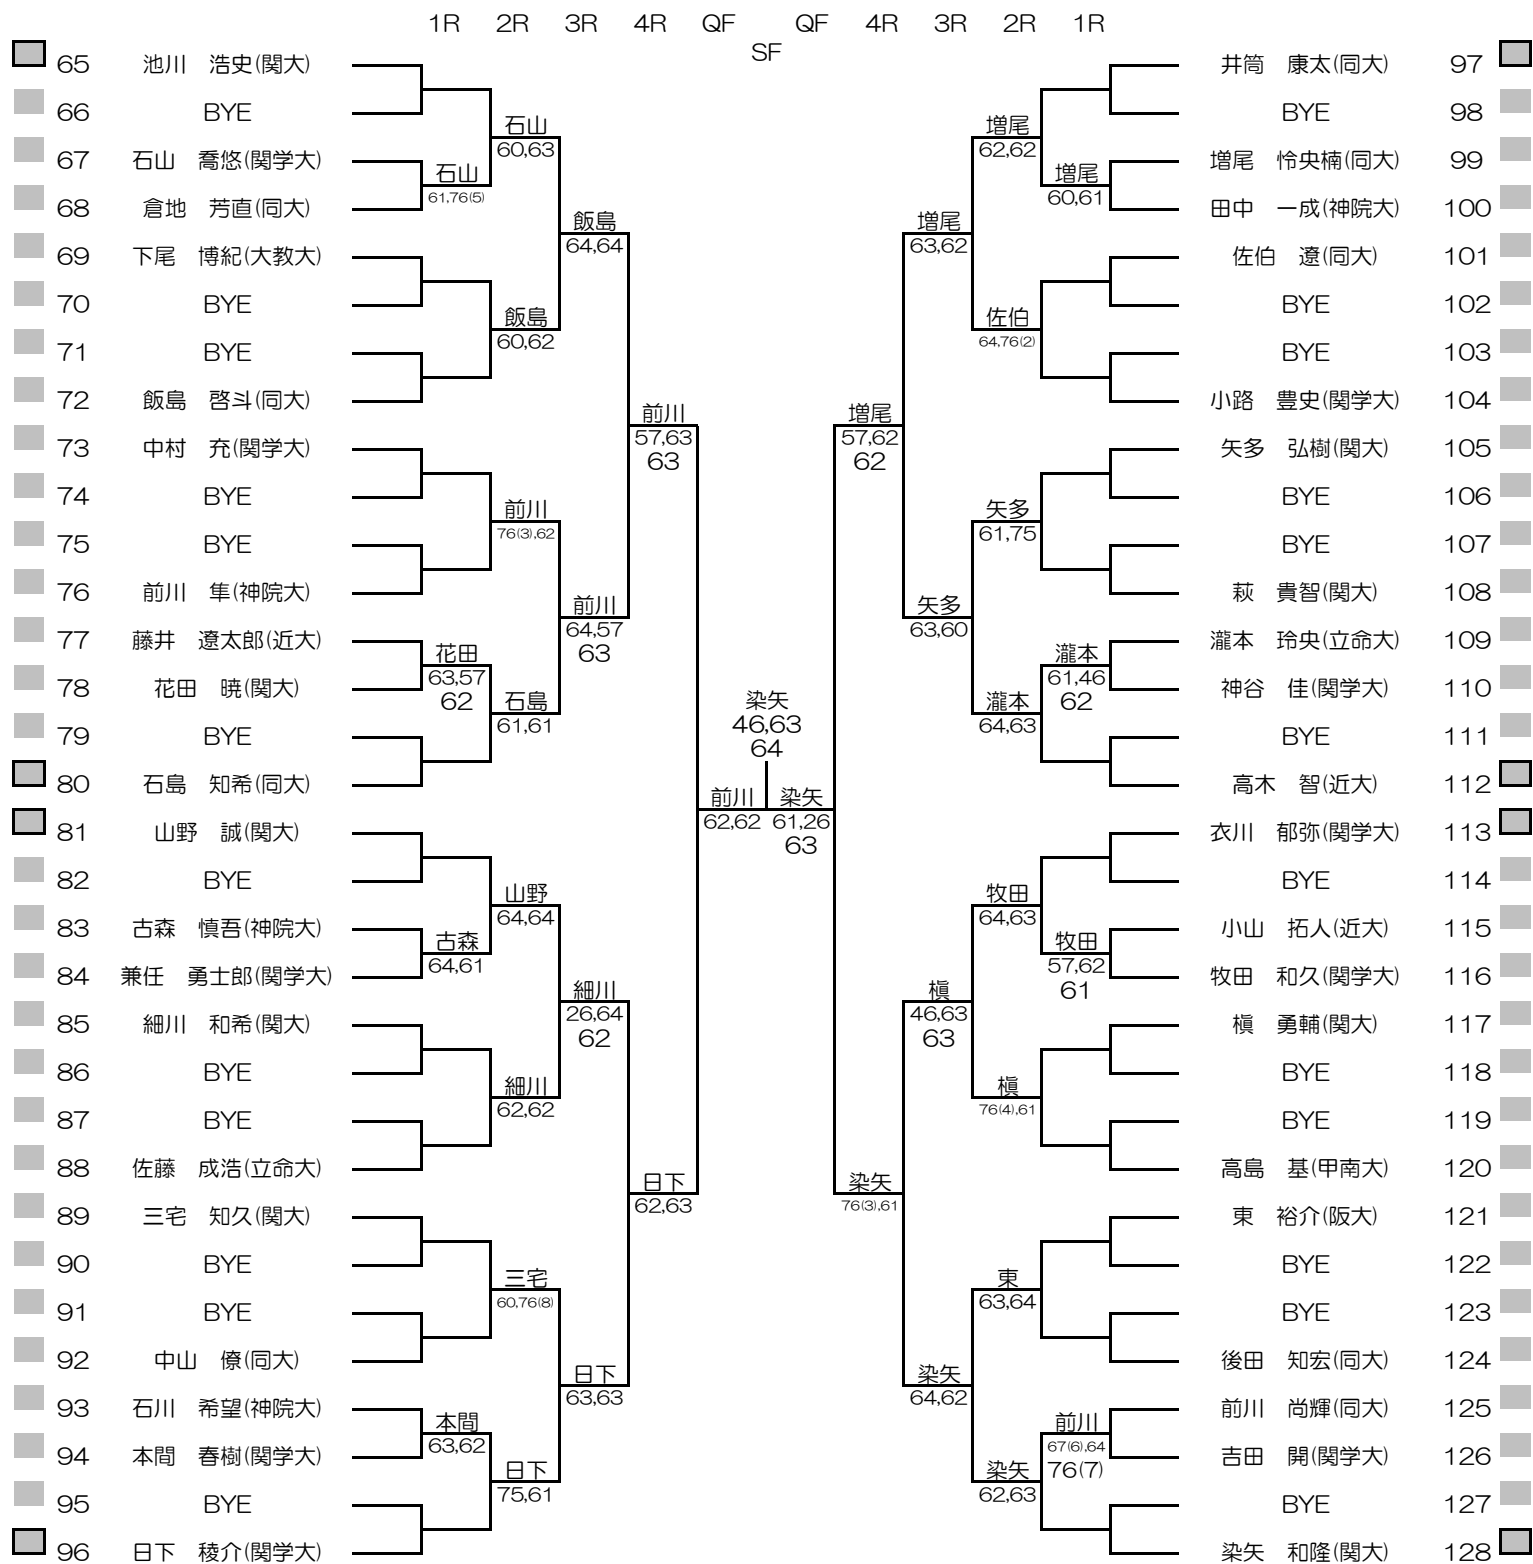 1R 2R 3R 4R QF QF 4R 3R 2R 1R
SF
65 池川 浩史(関大)
66 BYE
67 石山 喬悠(関学大)
68 倉地 芳直(同大)
69 下尾 博紀(大教大)
70 BYE
71 BYE
72 飯島 啓斗(同大)
73 中村 充(関学大)
74 BYE
75 BYE
76 前川 隼(神院大)
77 藤井 遼太郎(近大)
78 花田 暁(関大)
79 BYE
80 石島 知希(同大)
81 山野 誠(関大)
82 BYE
83 古森 慎吾(神院大)
84 兼任 勇士郎(関学大)
85 細川 和希(関大)
86 BYE
87 BYE
88 佐藤 成浩(立命大)
89 三宅 知久(関大)
90 BYE
91 BYE
92 中山 僚(同大)
93 石川 希望(神院大)
94 本間 春樹(関学大)
95 BYE
96 日下 稜介(関学大)
石山
61,76(5)
花田
63,57
62
古森
64,61
本間
63,62
石山
60,63
飯島
60,62
前川
76(3),62
石島
61,61
山野
64,64
細川
62,62
三宅
60,76(8)
日下
75,61
飯島
64,64
前川
64,57
63
細川
26,64
62
日下
63,63
前川
57,63
63
日下
62,63
前川
62,62
染矢
46,63
64
染矢
61,26
63
増尾
57,62
62
染矢
76(3),61
増尾
63,62
矢多
63,60
槇
46,63
63
染矢
64,62
増尾
62,62
佐伯
64,76(2)
矢多
61,75
瀧本
64,63
牧田
64,63
槇
76(4),61
東
63,64
染矢
62,63
増尾
60,61
瀧本
61,46
62
牧田
57,62
61
前川
67(6),64
76(7)
井筒 康太(同大) 97
BYE 98
増尾 怜央楠(同大) 99
田中 一成(神院大) 100
佐伯 遼(同大) 101
BYE 102
BYE 103
小路 豊史(関学大) 104
矢多 弘樹(関大) 105
BYE 106
BYE 107
萩 貴智(関大) 108
瀧本 玲央(立命大) 109
神谷 佳(関学大) 110
BYE 111
高木 智(近大) 112
衣川 郁弥(関学大) 113
BYE 114
小山 拓人(近大) 115
牧田 和久(関学大) 116
槇 勇輔(関大) 117
BYE 118
BYE 119
高島 基(甲南大) 120
東 裕介(阪大) 121
BYE 122
BYE 123
後田 知宏(同大) 124
前川 尚輝(同大) 125
吉田 開(関学大) 126
BYE 127
染矢 和隆(関大) 128